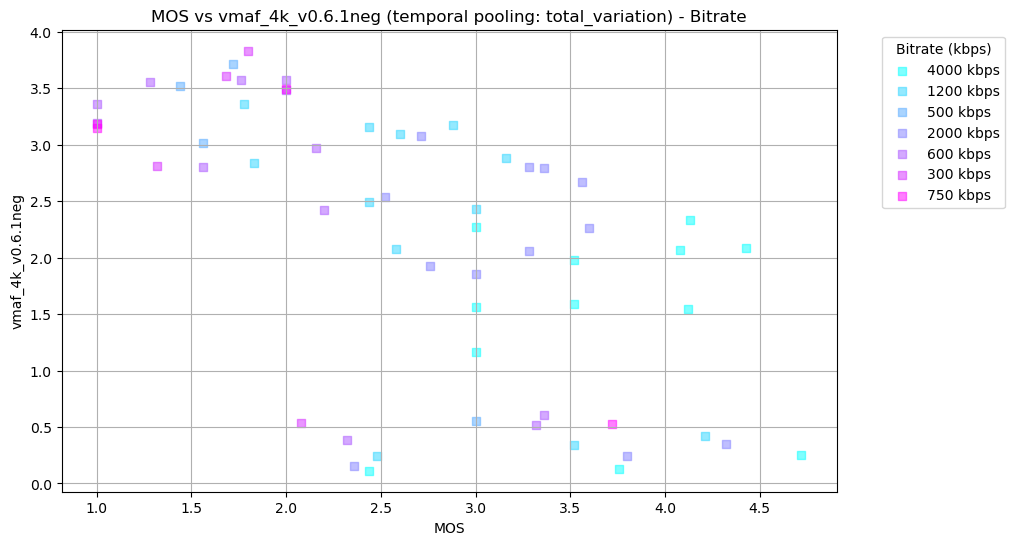 MOS vs vmaf_4k_v0.6.1neg (temporal pooling: total_variation) - Bitrate
vmaf_4k_v0.6.1neg
4.0
3.5
3.0
2.5
2.0
1.5
1.0
0.5
0.0
1.0 1.5 2.0 2.5 3.0 3.5 4.0 4.5
MOS
Bitrate (kbps)
4000 kbps
1200 kbps
500 kbps
2000 kbps
600 kbps
300 kbps
750 kbps